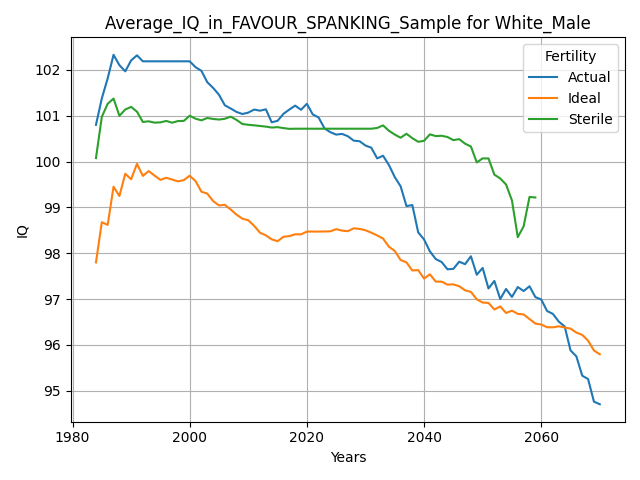 Average_IQ_in_FAVOUR_SPANKING_Sample for White_Male
Fertility
Actual
Ideal
Sterile
IQ
102
101
100
99
98
97
96
95
1980
2000
2020
2040
2060
Years